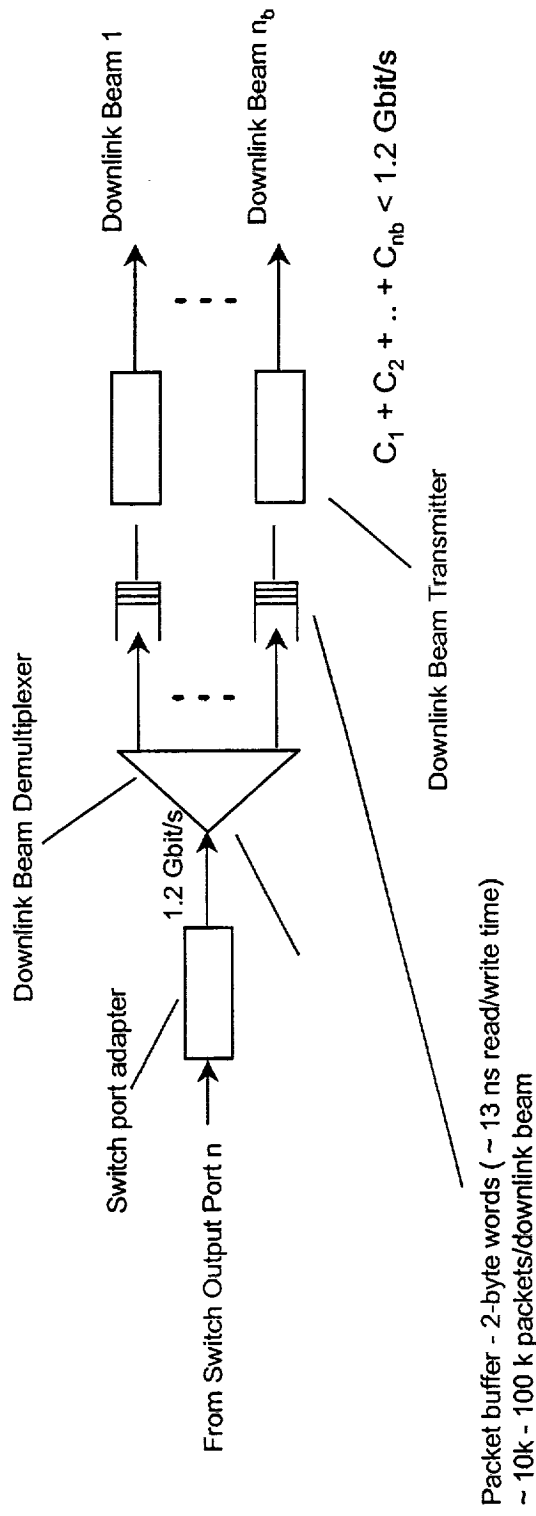 Downlink Beam Demultiplexer
Switch port adapter
From Switch Output Port n
1.2 Gbit/s
Downlink Beam 1
Downlink Beam n_b
C_1 + C_2 + .. + C_nb < 1.2 Gbit/s
Downlink Beam Transmitter
Packet buffer - 2-byte words ( ~ 13 ns read/write time)
~ 10k - 100 k packets/downlink beam